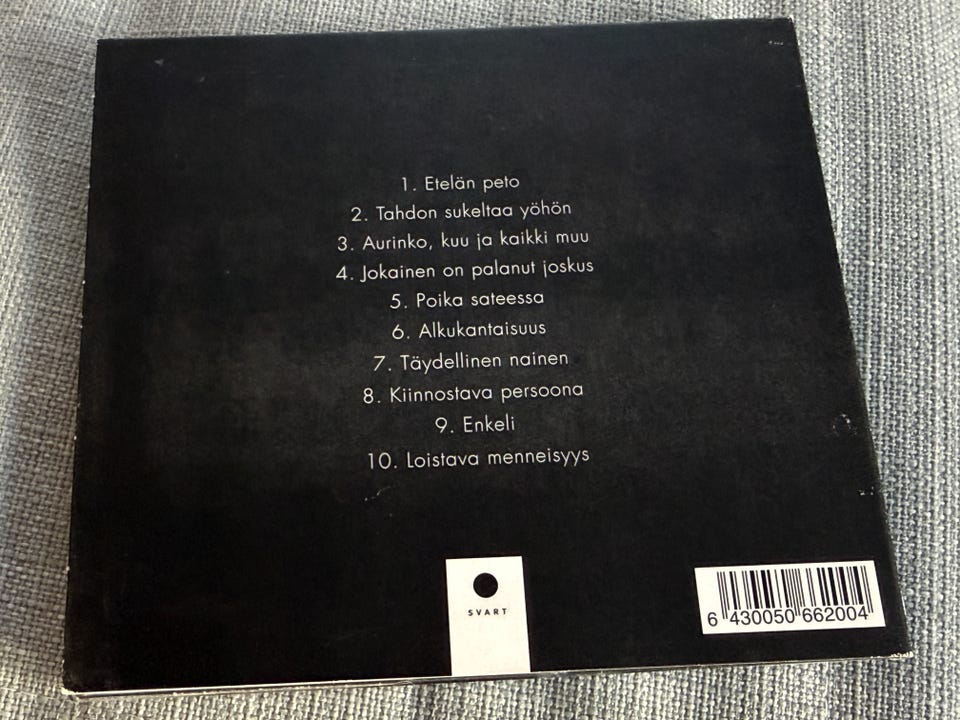 1. Etelän peto
2. Tahdon sukeltaa yöhön
3. Aurinko, kuu ja kaikki muu
4. Jokainen on palanut joskus
5. Poika sateessa
6. Alkukantaisuus
7. Täydellinen nainen
8. Kiinnostava persoona
9. Enkeli
10. Loistava menneisyys
SVART
6 430050 662004